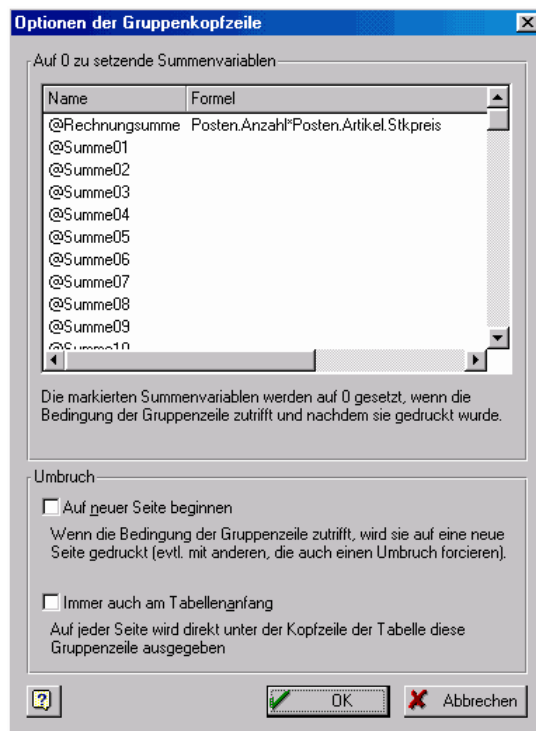 Optionen der Gruppenkopfzeile
Auf 0 zu setzende Summenvariablen
Name Formel
@Rechnungsumme Posten.Anzahl*Posten.Artikel.Stkpreis
@Summe01
@Summe02
@Summe03
@Summe04
@Summe05
@Summe06
@Summe07
@Summe08
@Summe09
@Summe10
Die markierten Summenvariablen werden auf 0 gesetzt, wenn die
Bedingung der Gruppenzeile zutrifft und nachdem sie gedruckt wurde.
Umbruch
Auf neuer Seite beginnen
Wenn die Bedingung der Gruppenzeile zutrifft, wird sie auf eine neue
Seite gedruckt (evtl. mit anderen, die auch einen Umbruch forcieren).
Immer auch am Tabellenanfang
Auf jeder Seite wird direkt unter der Kopfzeile der Tabelle diese
Gruppenzeile ausgegeben
? OK Abbrechen